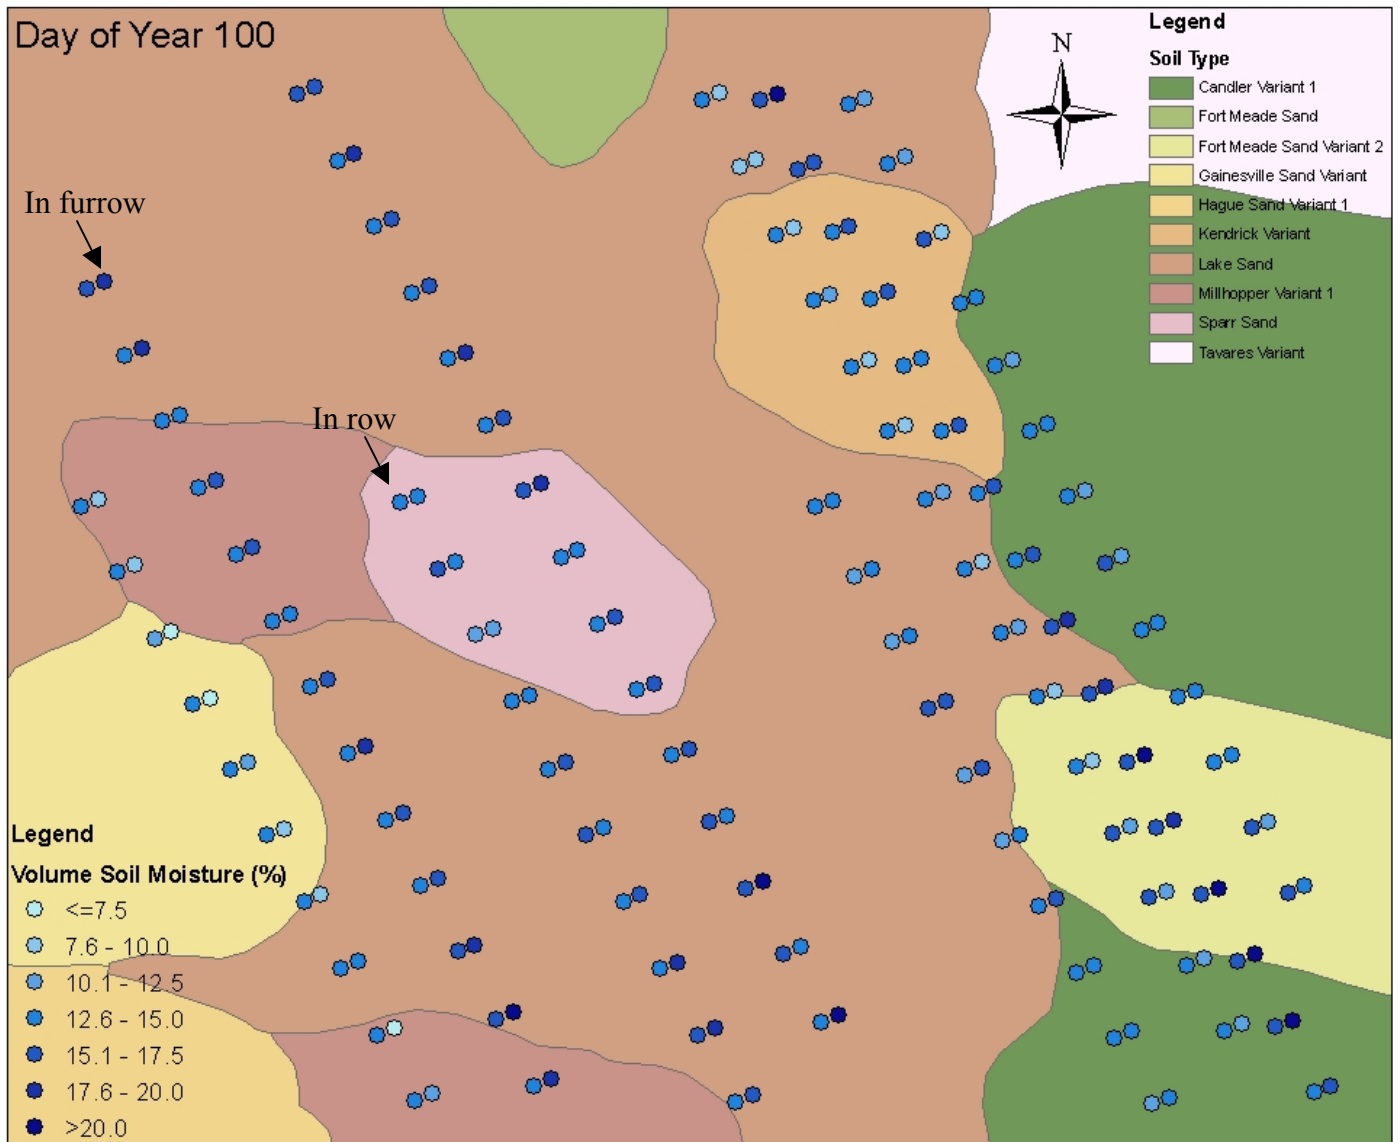 Day of Year 100
N
Legend
Soil Type
Candler Variant 1
Fort Meade Sand
Fort Meade Sand Variant 2
Gainesville Sand Variant
Hague Sand Variant 1
Kendrick Variant
Lake Sand
Millhopper Variant 1
Sparr Sand
Tavares Variant
In furrow
In row
Legend
Volume Soil Moisture (%)
<=7.5
7.6 - 10.0
10.1 - 12.5
12.6 - 15.0
15.1 - 17.5
17.6 - 20.0
>20.0